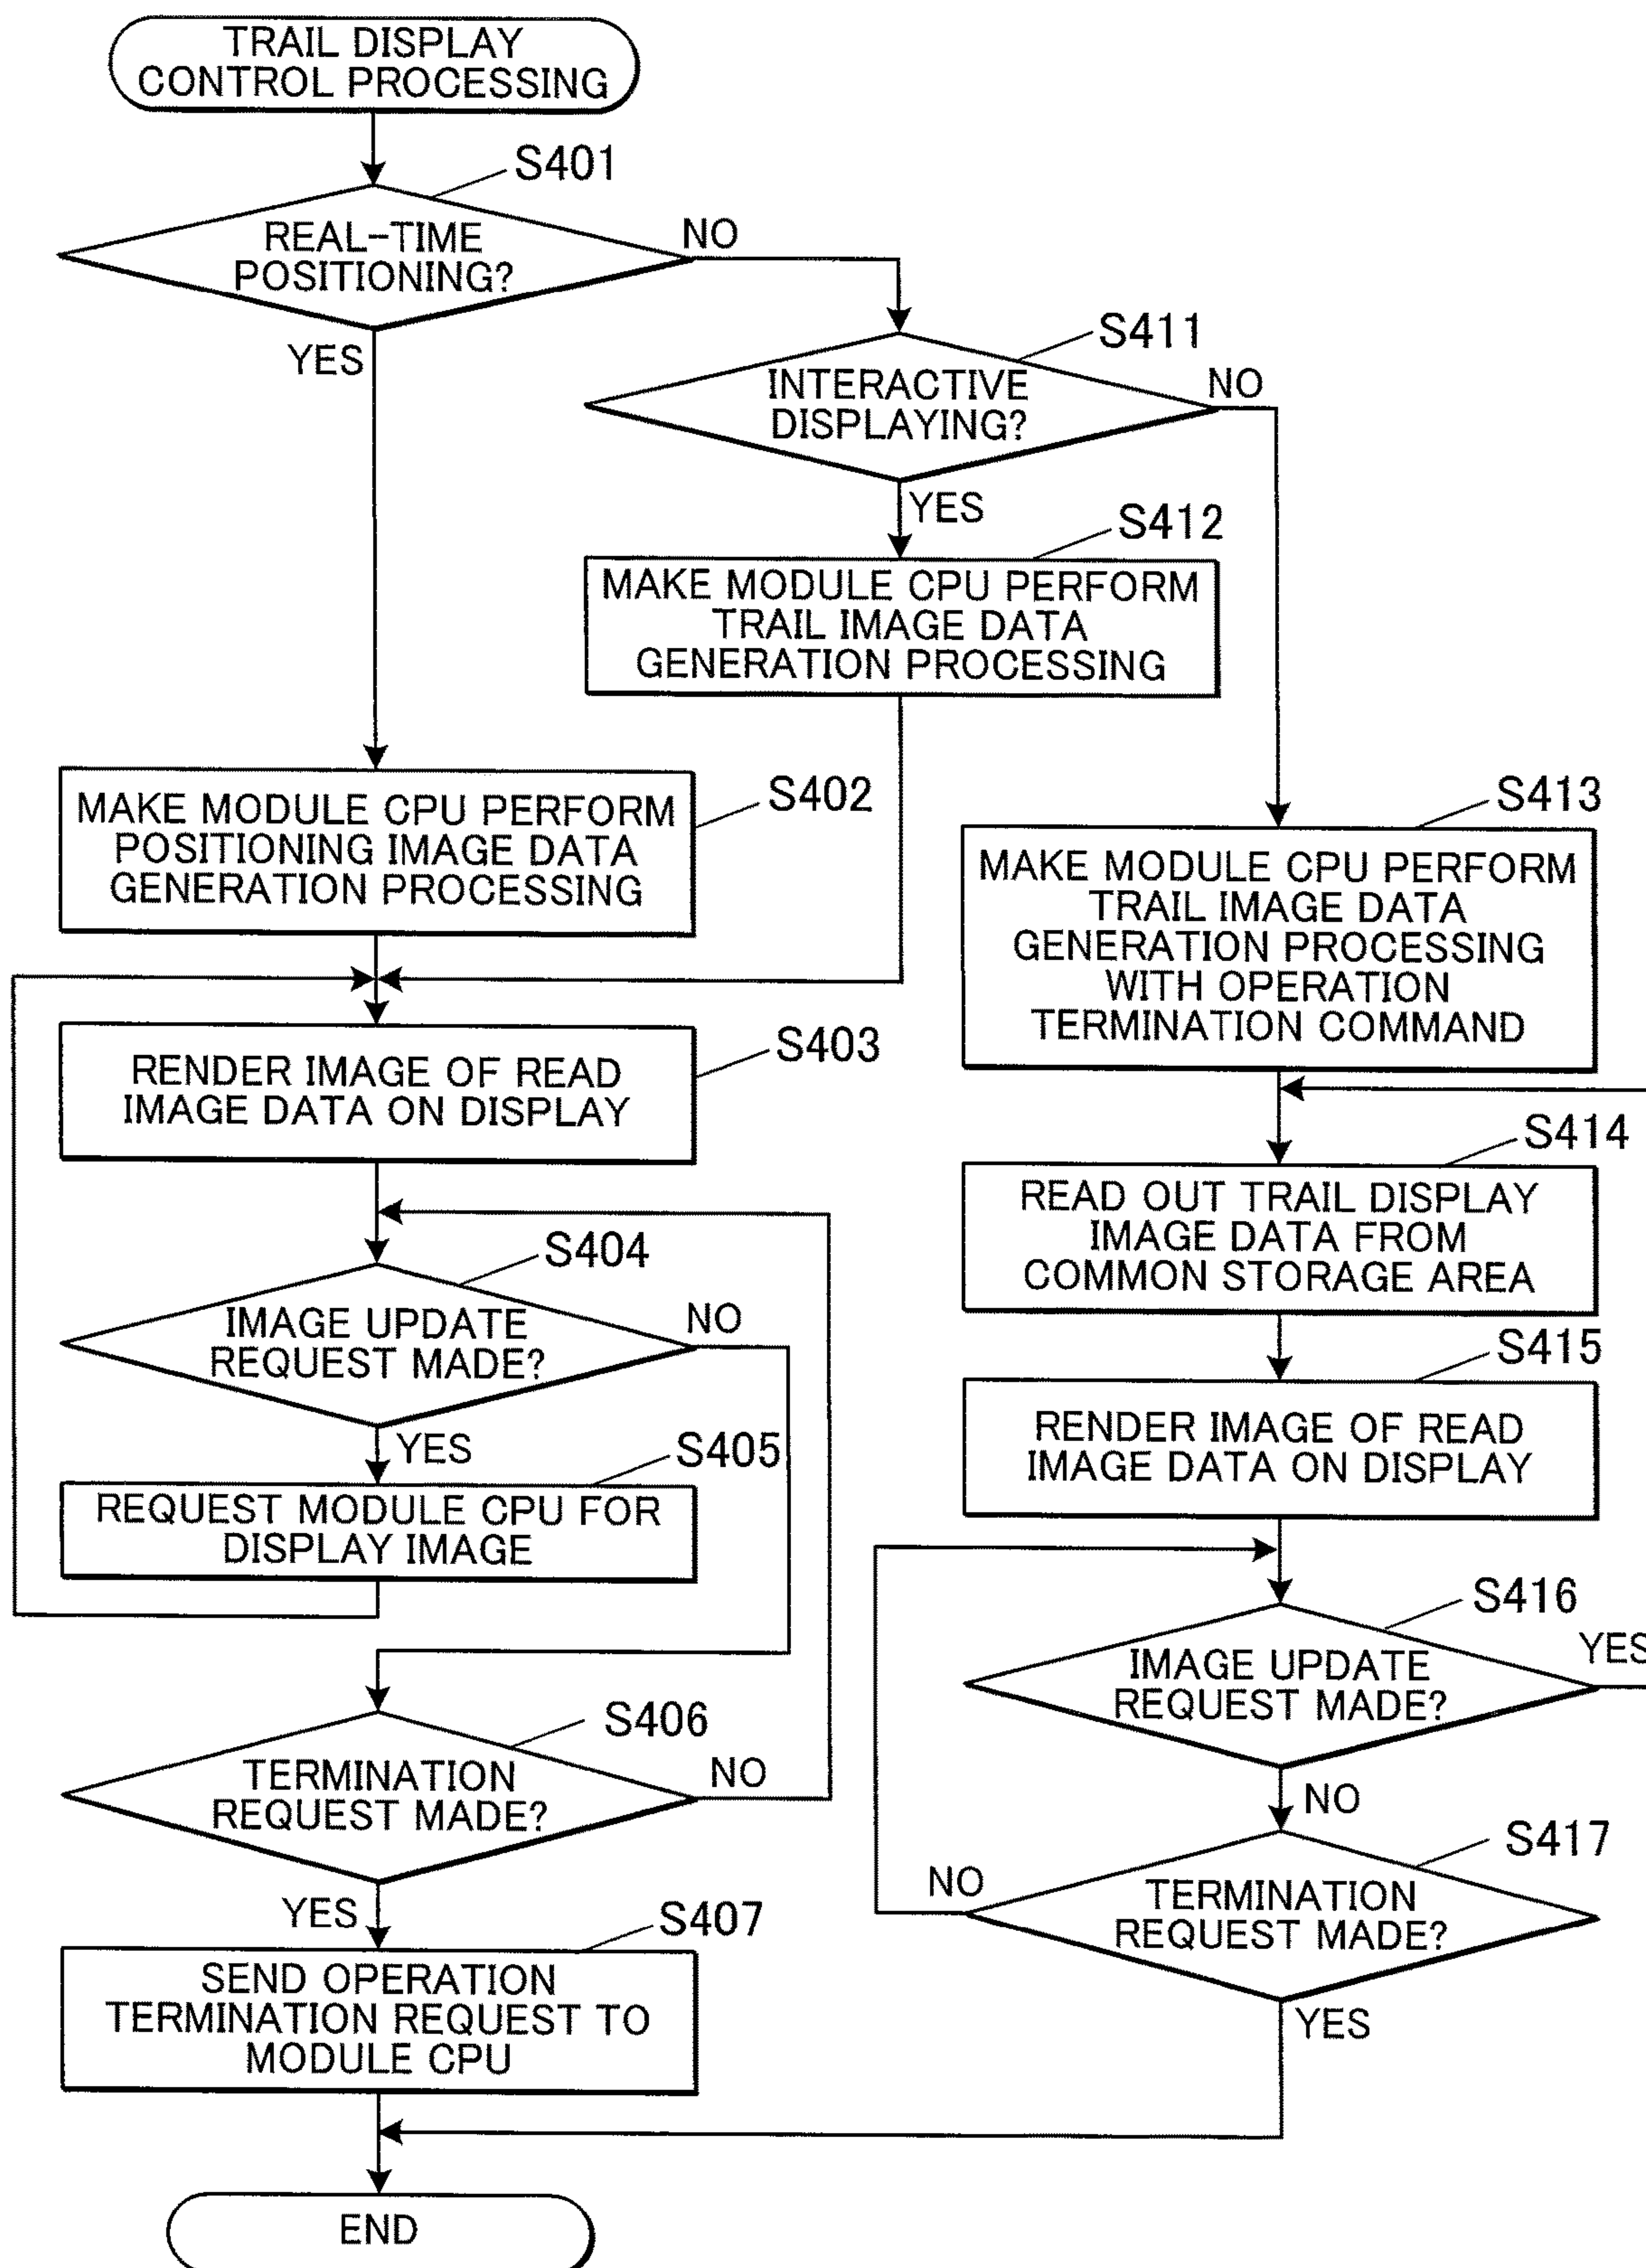 TRAIL DISPLAY
CONTROL PROCESSING
S401
REAL-TIME
POSITIONING?
NO
YES
S411
INTERACTIVE
DISPLAYING?
NO
YES
S412
MAKE MODULE CPU PERFORM
TRAIL IMAGE DATA
GENERATION PROCESSING
S402
MAKE MODULE CPU PERFORM
POSITIONING IMAGE DATA
GENERATION PROCESSING
S413
MAKE MODULE CPU PERFORM
TRAIL IMAGE DATA
GENERATION PROCESSING
WITH OPERATION
TERMINATION COMMAND
S403
RENDER IMAGE OF READ
IMAGE DATA ON DISPLAY
S414
READ OUT TRAIL DISPLAY
IMAGE DATA FROM
COMMON STORAGE AREA
S404
IMAGE UPDATE
REQUEST MADE?
NO
YES
S415
RENDER IMAGE OF READ
IMAGE DATA ON DISPLAY
S405
REQUEST MODULE CPU FOR
DISPLAY IMAGE
S416
IMAGE UPDATE
REQUEST MADE?
YES
NO
S406
TERMINATION
REQUEST MADE?
NO
YES
S417
TERMINATION
REQUEST MADE?
NO
YES
S407
SEND OPERATION
TERMINATION REQUEST TO
MODULE CPU
END